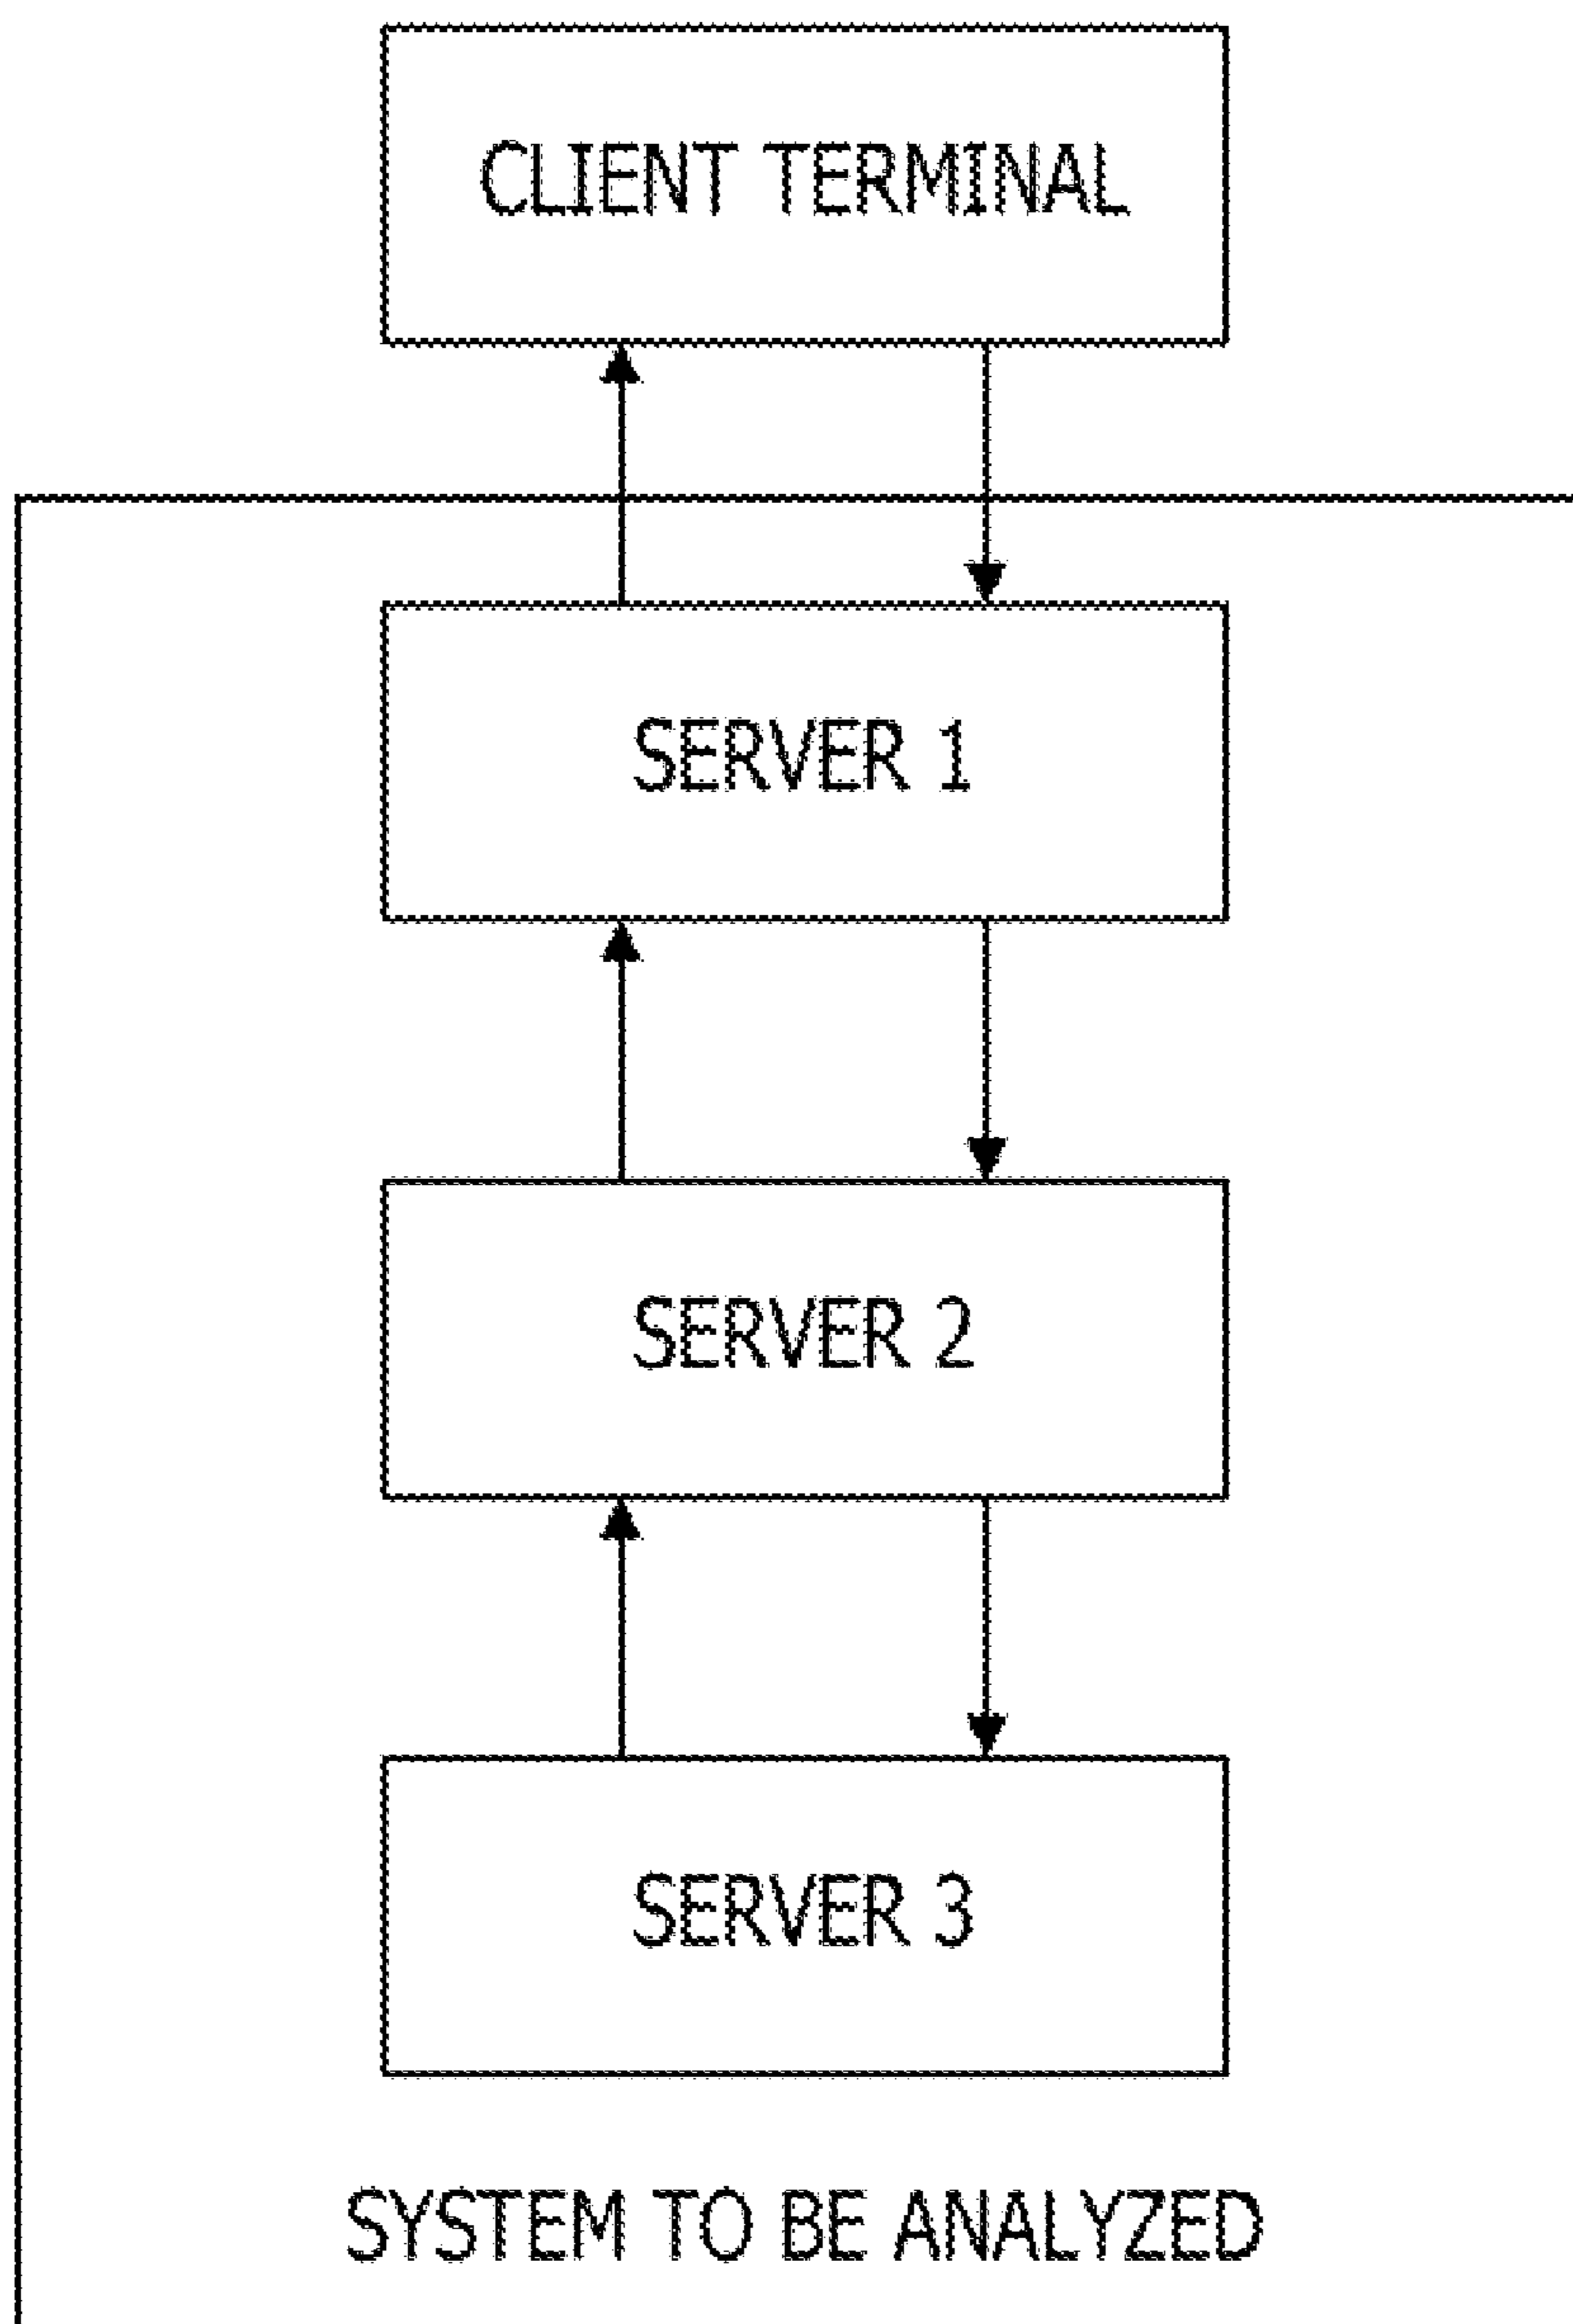 CLIENT TERMINAL
SERVER 1
SERVER 2
SERVER 3
SYSTEM TO BE ANALYZED